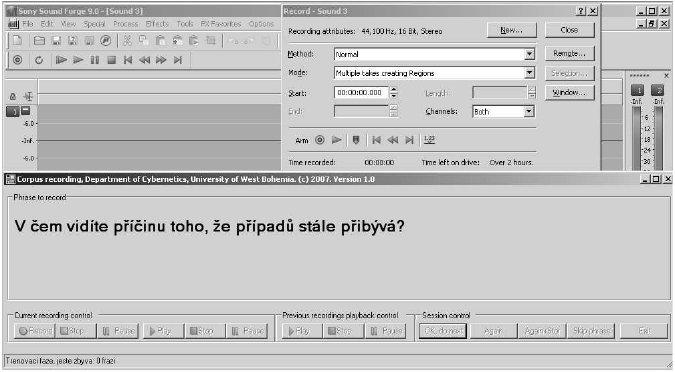 Sony Sound Forge 9.0 - [Sound 3]
File Edit View Special Process Effects Tools FX Favorites Options
Record - Sound 3
Recording attributes: 44,100 Hz, 16 Bit, Stereo
New...
Close
Method: Normal
Remote...
Mode: Multiple takes creating Regions
Selection...
Start: 00:00:00.000
Length:
Window...
End:
Channels: Both
Arm
Time recorded: 00:00:00
Time left on drive: Over 2 hours.
1
-6.0
-Inf.
-6.0
1 2
-Inf. -Inf.
-6
-12
-18
-24
-30
Corpus recording, Department of Cybernetics, University of West Bohemia. (c) 2007. Version 1.0
Phrase to record
V čem vidíte příčinu toho, že případů stále přibývá?
Current recording control
Previous recordings playback control
Session control
Record Stop Pause Play Stop Pause Play Stop Pause Ok, do next Again Again Stor Skip phrase Exit
Trenovaci faze, jeste zbyva: 0 frazi